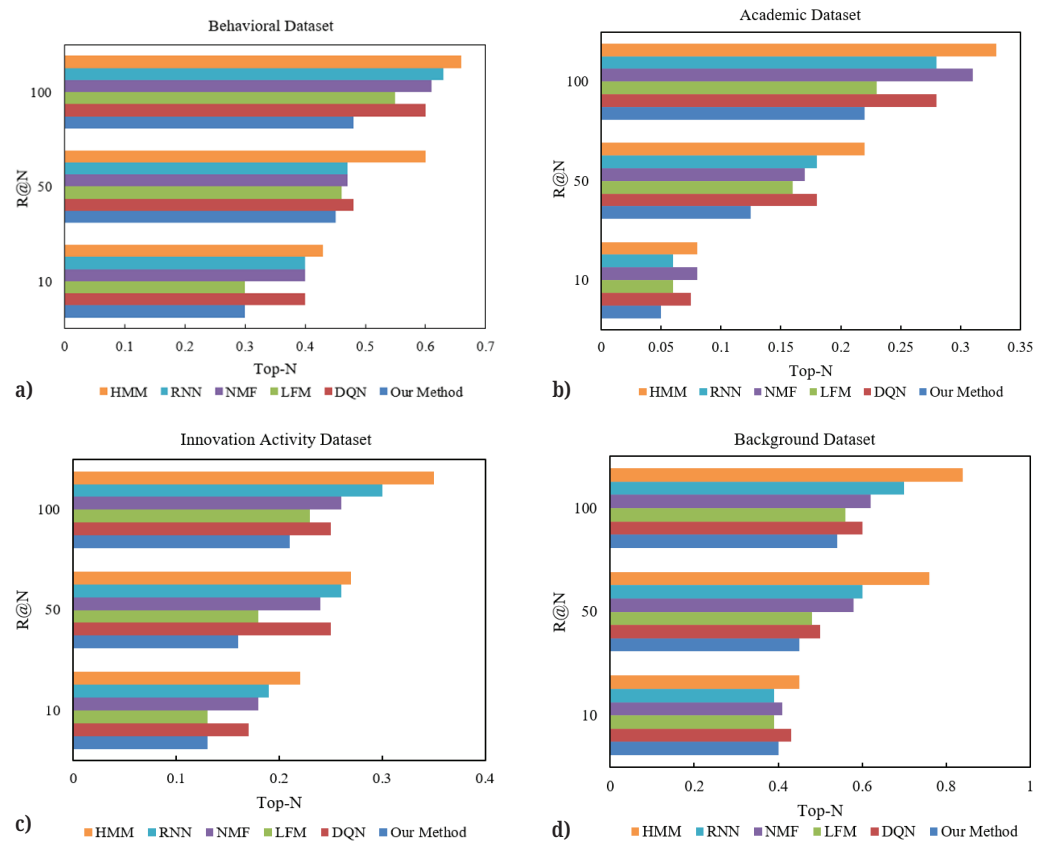 Behavioral Dataset
R@N
100
50
10
0 0.1 0.2 0.3 0.4 0.5 0.6 0.7
Top-N
a)
HMM RNN NMF LFM DQN Our Method
Academic Dataset
R@N
100
50
10
0 0.05 0.1 0.15 0.2 0.25 0.3 0.35
Top-N
b)
HMM RNN NMF LFM DQN Our Method
Innovation Activity Dataset
R@N
100
50
10
0 0.1 0.2 0.3 0.4
Top-N
c)
HMM RNN NMF LFM DQN Our Method
Background Dataset
R@N
100
50
10
0 0.2 0.4 0.6 0.8 1
Top-N
d)
HMM RNN NMF LFM DQN Our Method